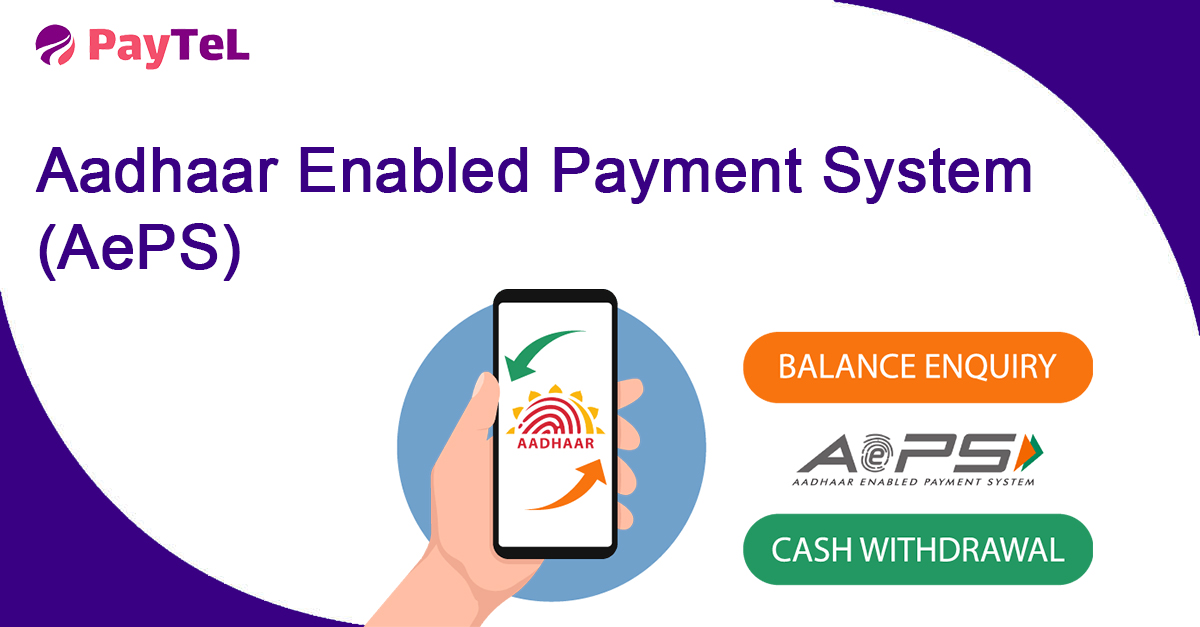 PayTeL
Aadhaar Enabled Payment System
(AePS)
AADHAAR
BALANCE ENQUIRY
AePS
AADHAAR ENABLED PAYMENT SYSTEM
CASH WITHDRAWAL